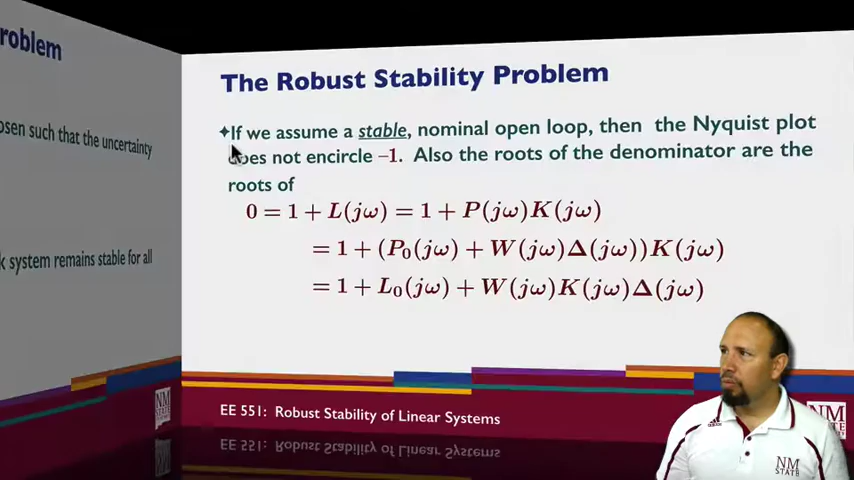 roblem
osen such that the uncertainty
k system remains stable for all
The Robust Stability Problem
✦If we assume a stable, nominal open loop, then the Nyquist plot
does not encircle –1. Also the roots of the denominator are the
roots of
0 = 1 + L(jω) = 1 + P(jω)K(jω)
= 1 + (P₀(jω) + W(jω)Δ(jω))K(jω)
= 1 + L₀(jω) + W(jω)K(jω)Δ(jω)
EE 551: Robust Stability of Linear Systems
EE 551: Robust Stability of Linear Systems
NM
STATE
NM
STATE